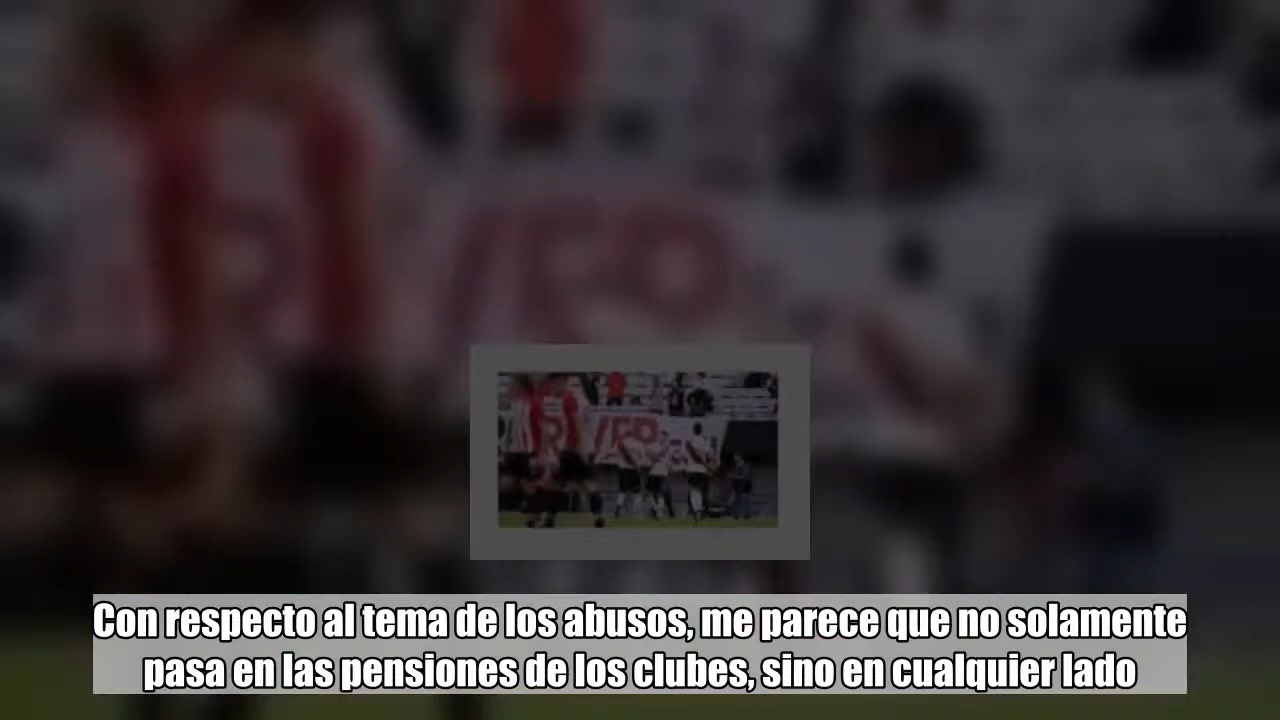 Con respecto al tema de los abusos, me parece que no solamente
pasa en las pensiones de los clubes, sino en cualquier lado